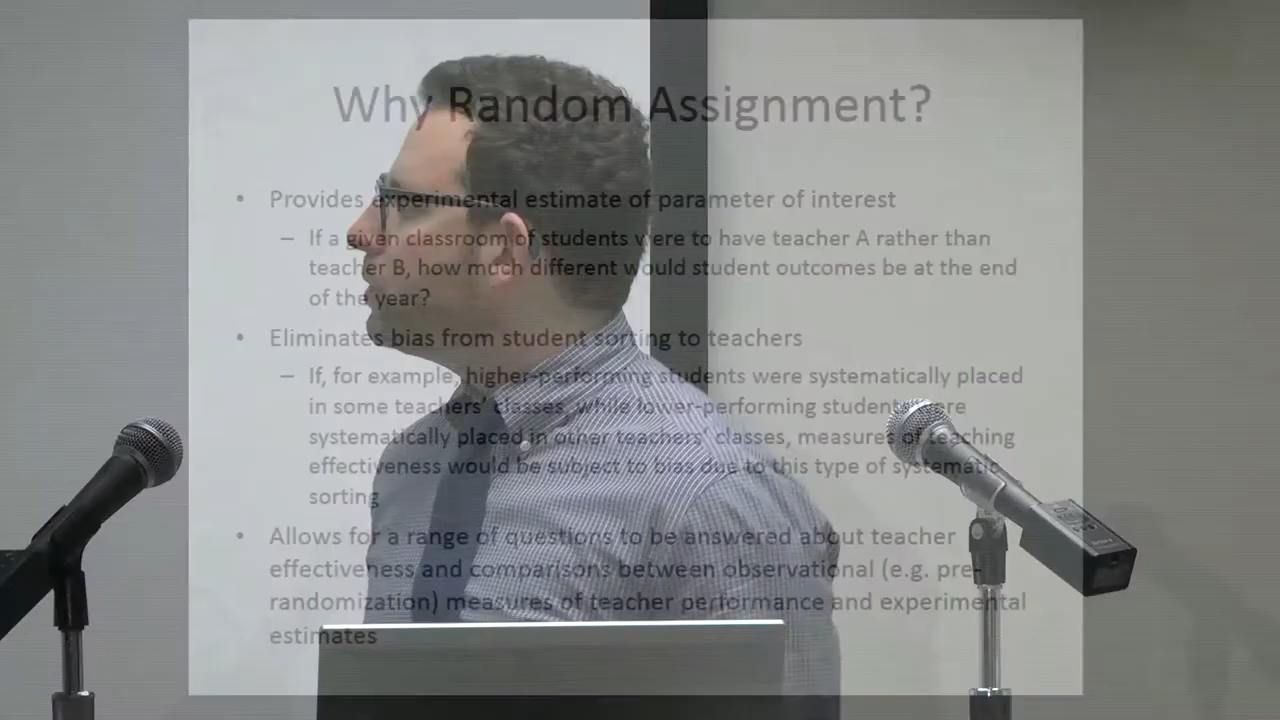 Why Random Assignment?
• Provides experimental estimate of parameter of interest
– If a given classroom of students were to have teacher A rather than
teacher B, how much different would student outcomes be at the end
of the year?
• Eliminates bias from student sorting to teachers
– If, for example, higher-performing students were systematically placed
in some teachers' classes, while lower-performing students were
systematically placed in other teachers' classes, measures of teaching
effectiveness would be subject to bias due to this type of systematic
sorting
• Allows for a range of questions to be answered about teacher
effectiveness and comparisons between observational (e.g. pre-
randomization) measures of teacher performance and experimental
estimates